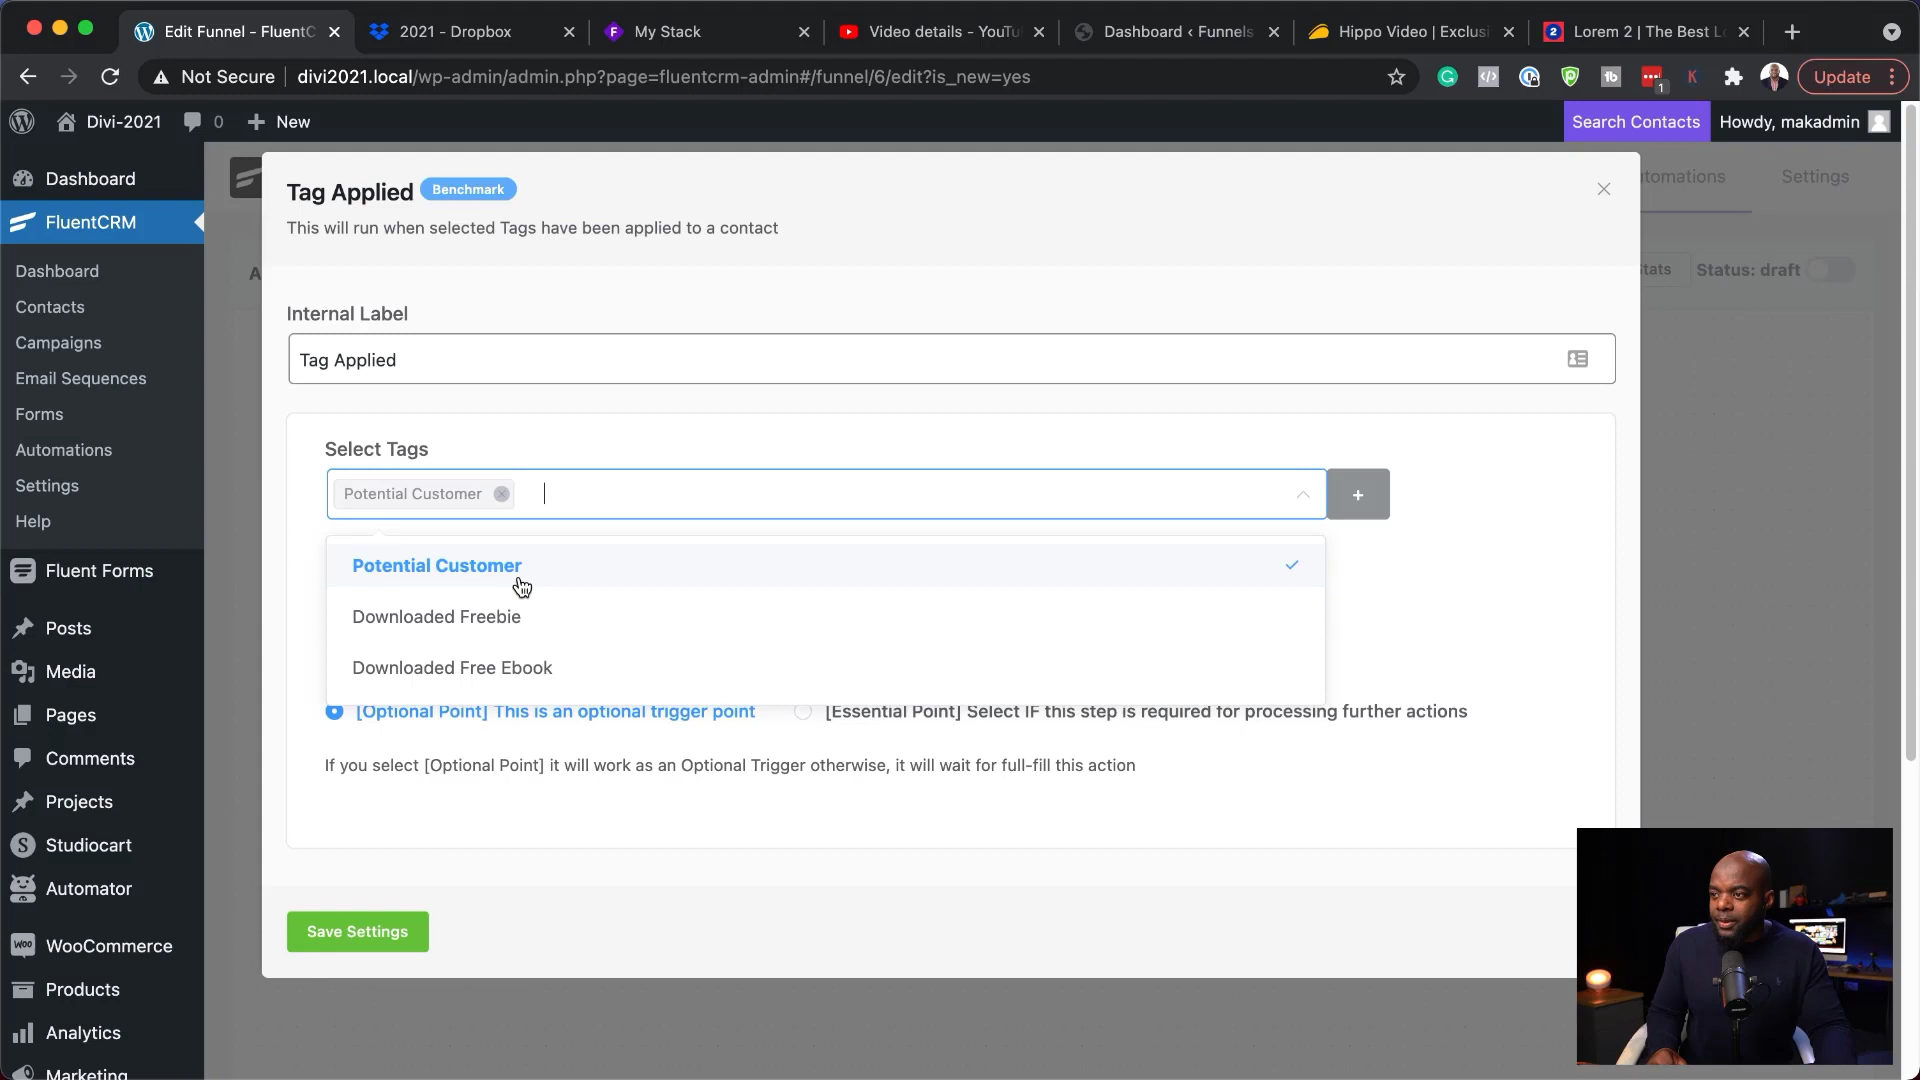 Edit Funnel - FluentC
2021 - Dropbox
My Stack
Video details - YouTu
Dashboard ‹ Funnels
Hippo Video | Exclusi
Lorem 2 | The Best L
Not Secure
divi2021.local/wp-admin/admin.php?page=fluentcrm-admin#/funnel/6/edit?is_new=yes
Update
Divi-2021
0
New
Search Contacts
Howdy, makadmin
Dashboard
FluentCRM
Dashboard
Contacts
Campaigns
Email Sequences
Forms
Automations
Settings
Help
Fluent Forms
Posts
Media
Pages
Comments
Projects
Studiocart
Automator
WooCommerce
Products
Analytics
Marketing
utomations
Settings
tats
Status: draft
Tag Applied
Benchmark
This will run when selected Tags have been applied to a contact
Internal Label
Tag Applied
Select Tags
Potential Customer
+
Potential Customer
Downloaded Freebie
Downloaded Free Ebook
[Optional Point] This is an optional trigger point
[Essential Point] Select IF this step is required for processing further actions
If you select [Optional Point] it will work as an Optional Trigger otherwise, it will wait for full-fill this action
Save Settings